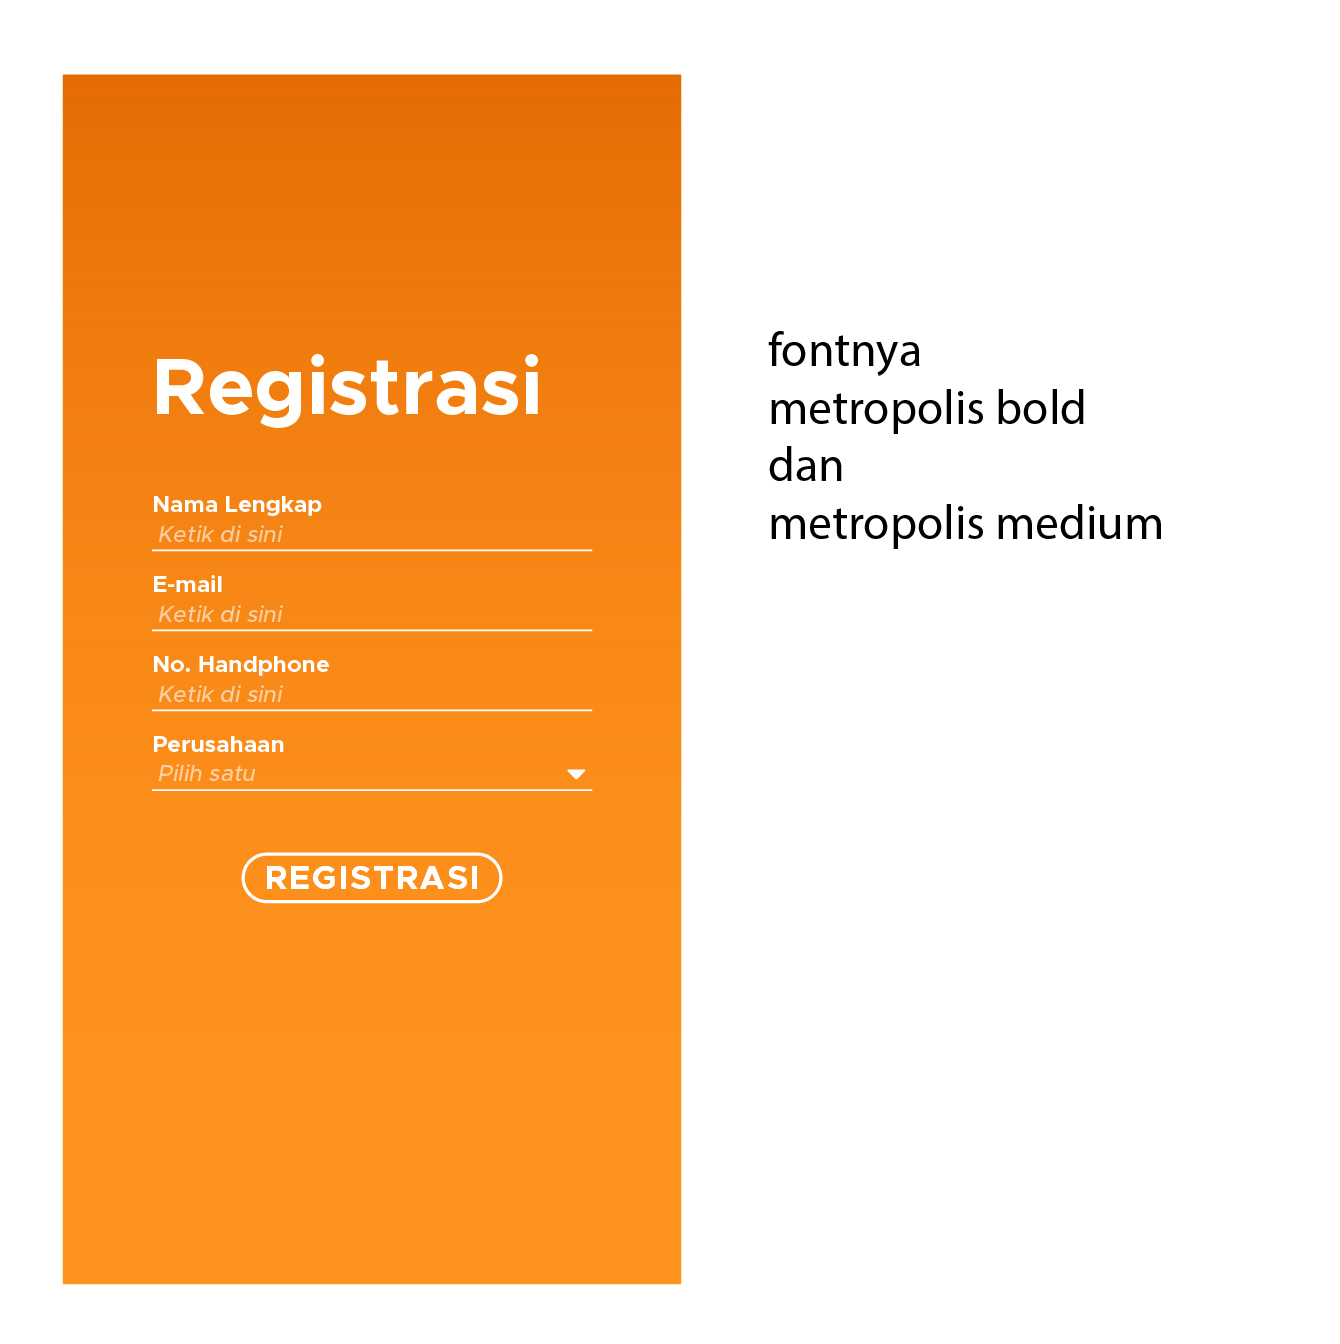 Registrasi
Nama Lengkap
Ketik di sini
E-mail
Ketik di sini
No. Handphone
Ketik di sini
Perusahaan
Pilih satu
REGISTRASI
fontnya
metropolis bold
dan
metropolis medium